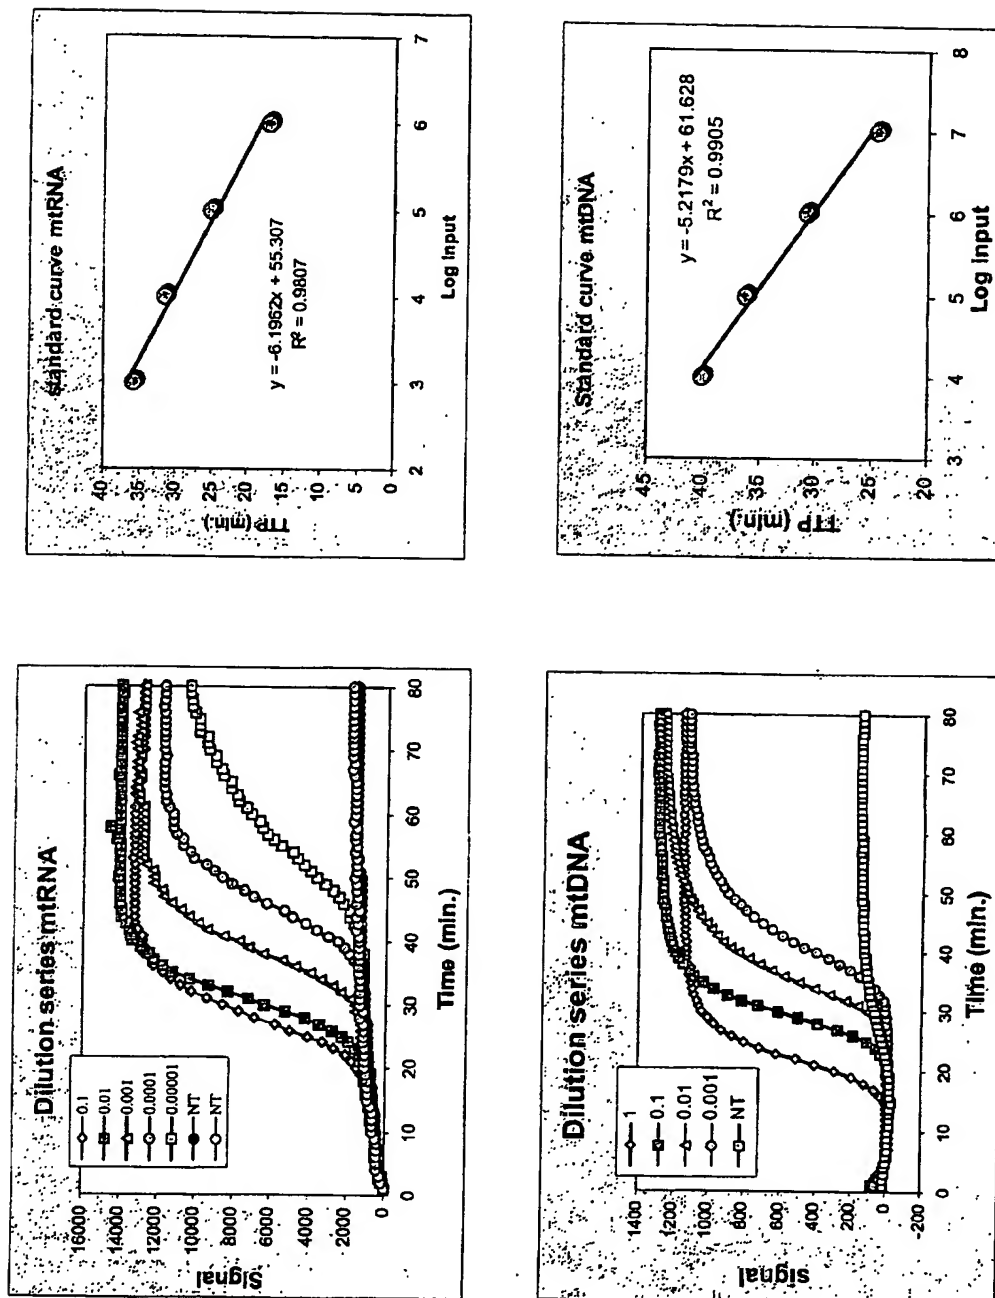 Dilution series mtRNA
0.1
0.01
0.001
0.0001
0.00001
NT
NT
Signal
16000
14000
12000
10000
8000
6000
4000
2000
0
0 10 20 30 40 50 60 70 80
Time (min.)
standard curve mtRNA
y = -6.1962x + 55.307
R² = 0.9807
TTP (min.)
40
35
30
25
20
15
10
5
0
2 3 4 5 6 7
Log Input
Dilution series mtDNA
1
0.1
0.01
0.001
NT
signal
1400
1200
1000
800
600
400
200
0
-200
0 10 20 30 40 50 60 70 80
Time (min.)
Standard curve mtDNA
y = -5.2179x + 61.628
R² = 0.9905
TTP (min.)
45
40
35
30
25
20
3 4 5 6 7 8
Log Input